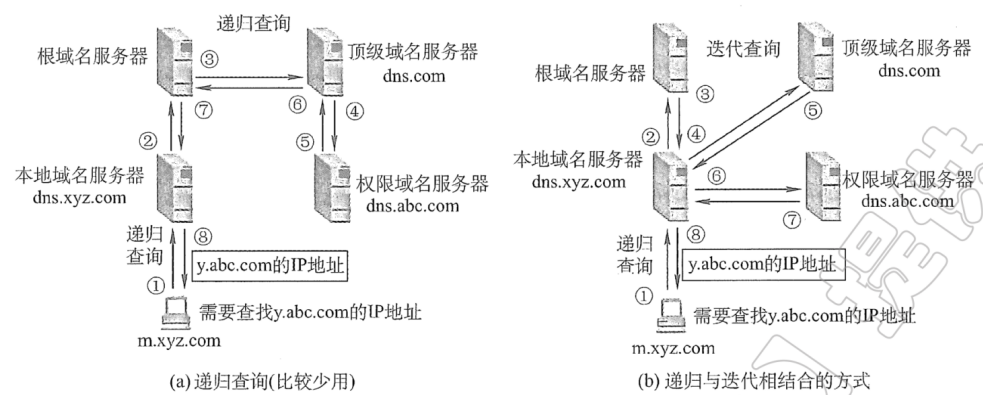 递归查询
根域名服务器
③
顶级域名服务器
dns.com
⑥
②
⑦
⑤
④
本地域名服务器
dns.xyz.com
权限域名服务器
dns.abc.com
递归
查询
⑧
y.abc.com的IP地址
①
需要查找y.abc.com的IP地址
m.xyz.com
(a) 递归查询(比较少用)
迭代查询
根域名服务器
顶级域名服务器
dns.com
③
⑤
②
④
本地域名服务器
dns.xyz.com
⑥
权限域名服务器
dns.abc.com
⑦
递归
查询
⑧
y.abc.com的IP地址
①
需要查找y.abc.com的IP地址
m.xyz.com
(b) 递归与迭代相结合的方式